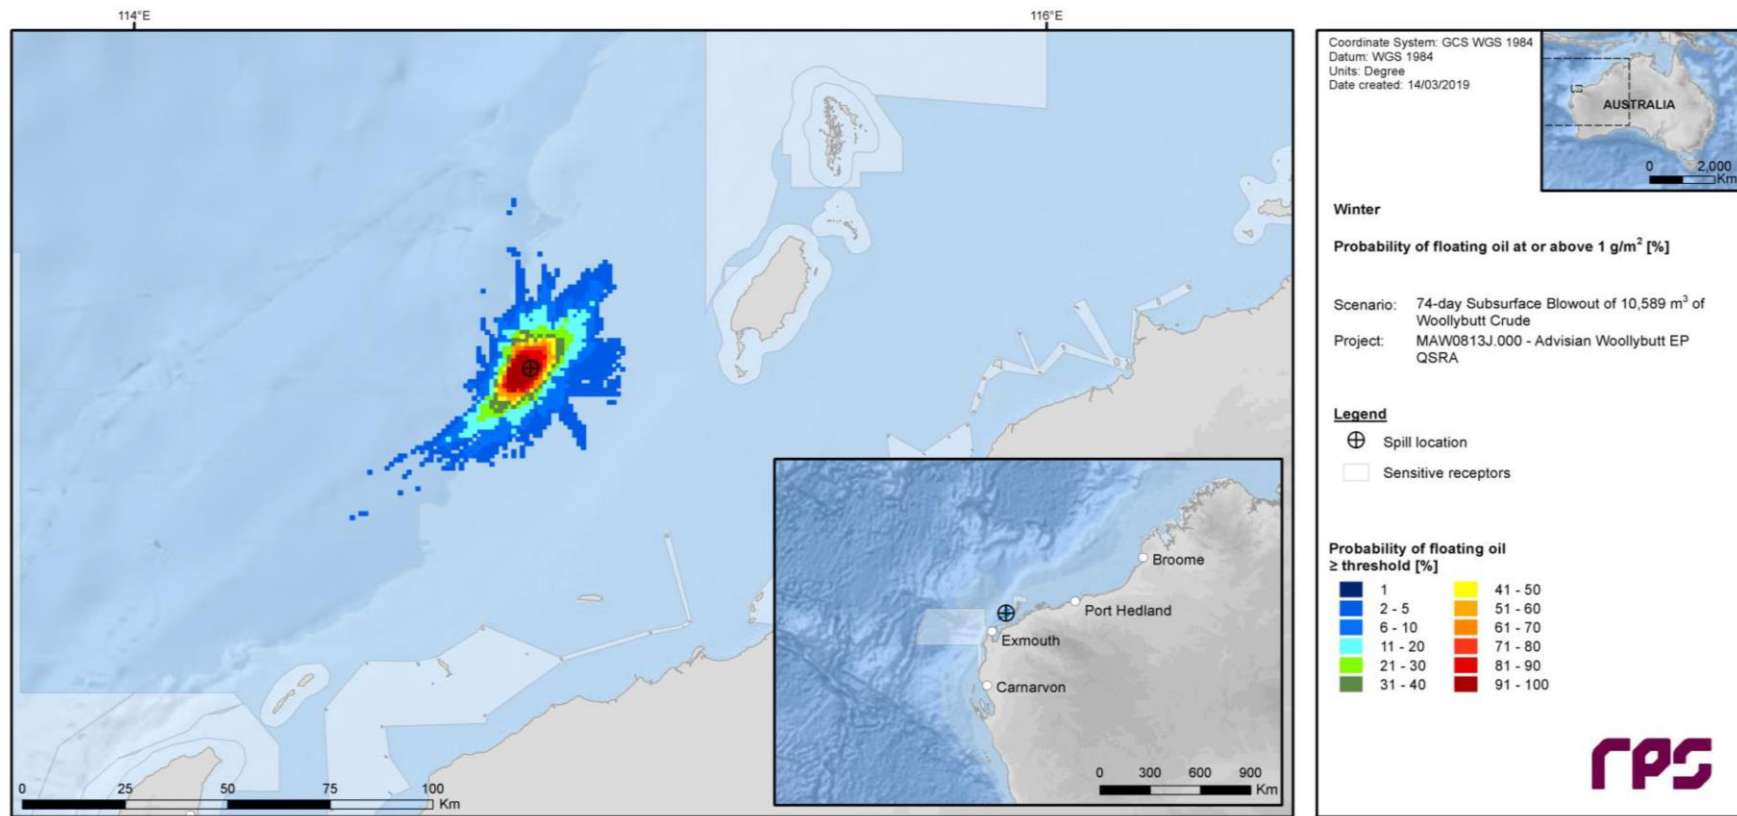 114°E
116°E
Coordinate System: GCS WGS 1984
Datum: WGS 1984
Units: Degree
Date created: 14/03/2019
AUSTRALIA
0 2,000
Km
Winter
Probability of floating oil at or above 1 g/m² [%]
Scenario: 74-day Subsurface Blowout of 10,589 m³ of
Woollybutt Crude
Project: MAW0813J.000 - Advisian Woollybutt EP
QSRA
Legend
Spill location
Sensitive receptors
Probability of floating oil
≥ threshold [%]
1
2 - 5
6 - 10
11 - 20
21 - 30
31 - 40
41 - 50
51 - 60
61 - 70
71 - 80
81 - 90
91 - 100
rps
Broome
Port Hedland
Exmouth
Carnarvon
0 300 600 900
Km
0 25 50 75 100
Km